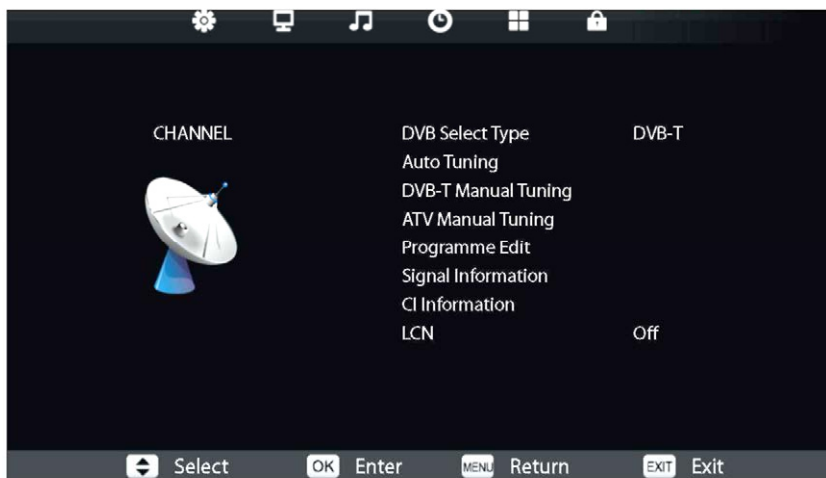 CHANNEL
DVB Select Type DVB-T
Auto Tuning
DVB-T Manual Tuning
ATV Manual Tuning
Programme Edit
Signal Information
CI Information
LCN Off
Select OK Enter MENU Return EXIT Exit